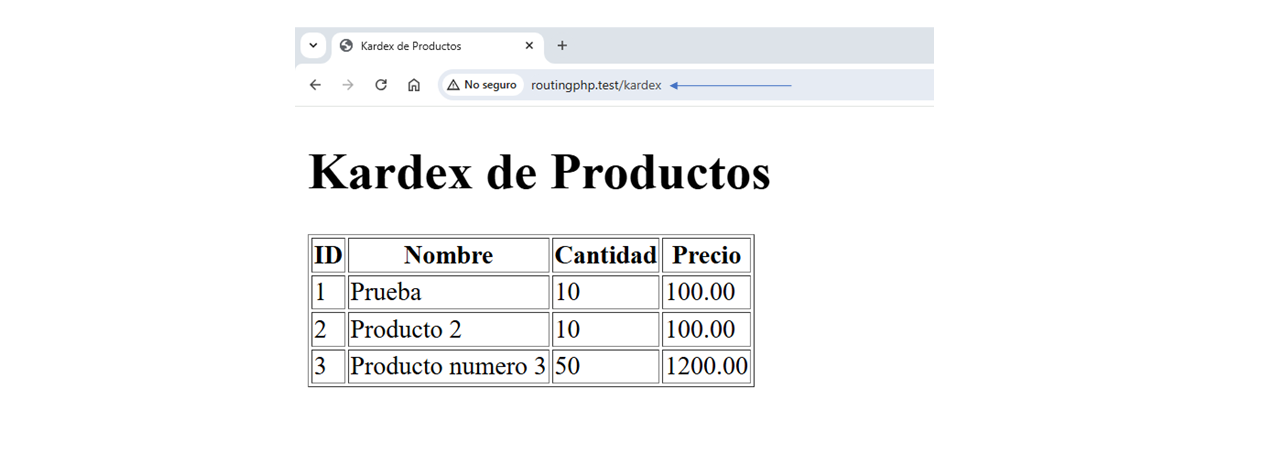 Kardex de Productos
No seguro routingphp.test/kardex
Kardex de Productos
ID Nombre Cantidad Precio
1 Prueba 10 100.00
2 Producto 2 10 100.00
3 Producto numero 3 50 1200.00